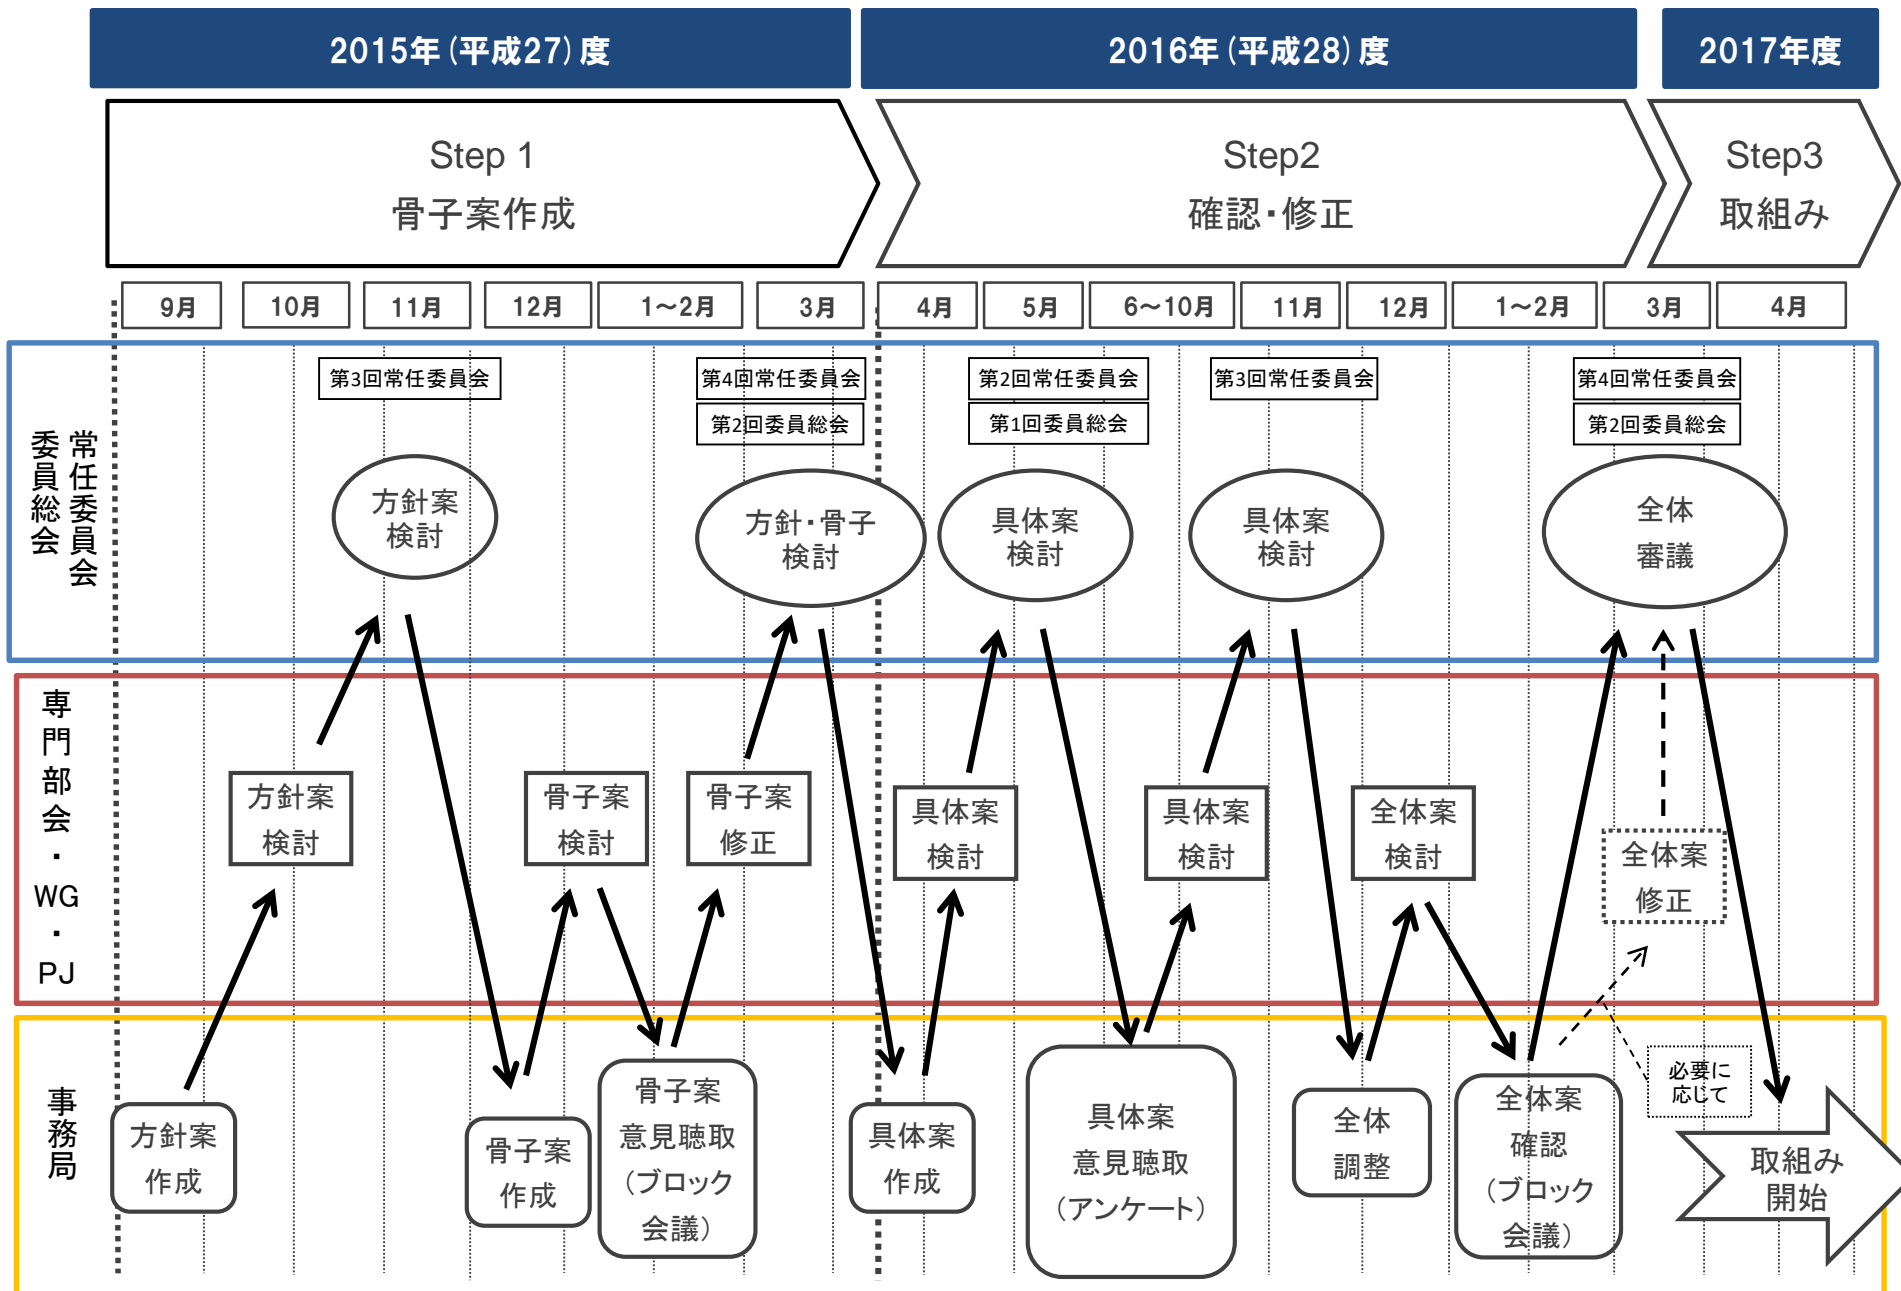 2015年(平成27)度
2016年(平成28)度
2017年度
Step 1
骨子案作成
Step2
確認・修正
Step3
取組み
9月
10月
11月
12月
1～2月
3月
4月
5月
6～10月
11月
12月
1～2月
3月
4月
常任委員会
委員総会
第3回常任委員会
第4回常任委員会
第2回委員総会
第2回常任委員会
第1回委員総会
第3回常任委員会
第4回常任委員会
第2回委員総会
方針案
検討
方針・骨子
検討
具体案
検討
具体案
検討
全体
審議
専門部会・WG・PJ
方針案
検討
骨子案
検討
骨子案
修正
具体案
検討
具体案
検討
全体案
検討
全体案
修正
事務局
方針案
作成
骨子案
作成
骨子案
意見聴取
(ブロック
会議)
具体案
作成
具体案
意見聴取
(アンケート)
全体
調整
全体案
確認
(ブロック
会議)
必要に
応じて
取組み
開始